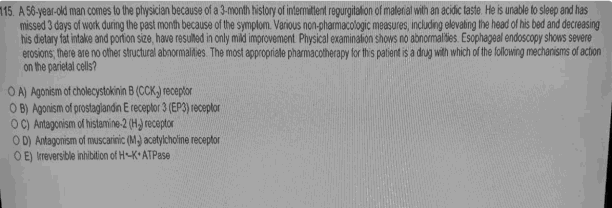 115. A 56-year-old man comes to the physician because of a 3-month history of intermittent regurgitation of material with an acidic taste. He is unable to sleep and has
missed 3 days of work during the past month because of the symptom. Various non-pharmacologic measures, including elevating the head of his bed and decreasing
his dietary fat intake and portion size, have resulted in only mild improvement. Physical examination shows no abnormalities. Esophageal endoscopy shows severe
erosions; there are no other structural abnormalities. The most appropriate pharmacotherapy for this patient is a drug with which of the following mechanisms of action
on the parietal cells?
A) Agonism of cholecystokinin B (CCK₂) receptor
B) Agonism of prostaglandin E receptor 3 (EP3) receptor
C) Antagonism of histamine-2 (H₂) receptor
D) Antagonism of muscarinic (M₃) acetylcholine receptor
E) Irreversible inhibition of H⁺-K⁺ ATPase